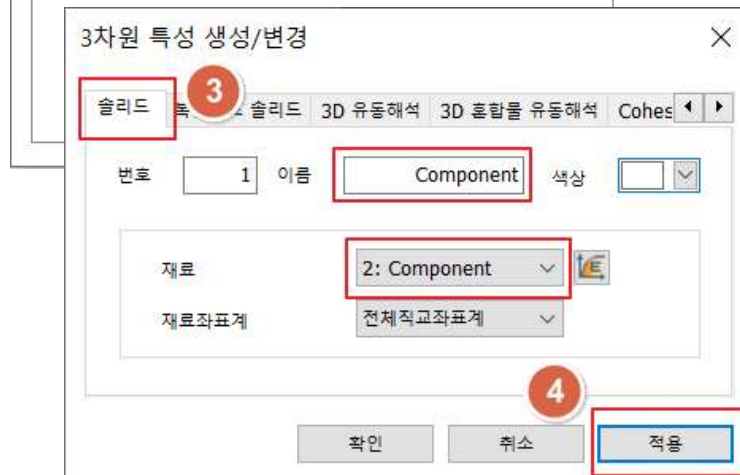 3차원 특성 생성/변경
3
솔리드 솔리드 3D 유동해석 3D 혼합물 유동해석 Cohes
번호 1 이름 Component 색상
재료 2: Component
재료좌표계 전체직교좌표계
4
확인 취소 적용